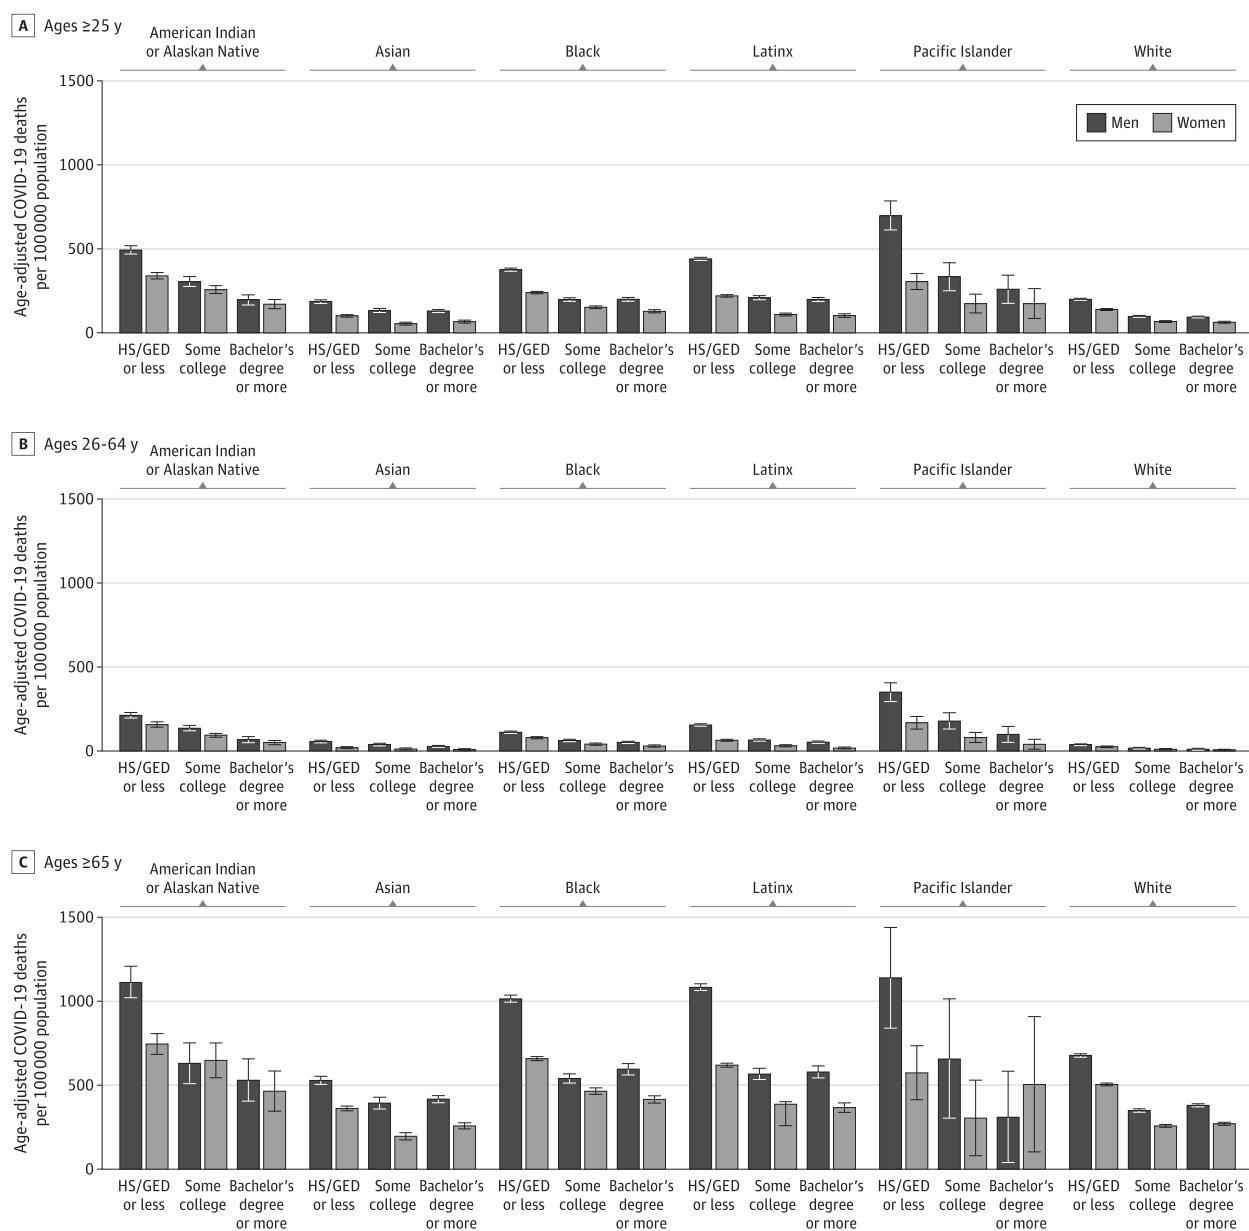 A Ages ≥25 y
American Indian
or Alaskan Native
Asian
Black
Latinx
Pacific Islander
White
Age-adjusted COVID-19 deaths
per 100 000 population
1500
1000
500
0
Men
Women
HS/GED
or less
Some
college
Bachelor's
degree
or more
HS/GED
or less
Some
college
Bachelor's
degree
or more
HS/GED
or less
Some
college
Bachelor's
degree
or more
HS/GED
or less
Some
college
Bachelor's
degree
or more
HS/GED
or less
Some
college
Bachelor's
degree
or more
HS/GED
or less
Some
college
Bachelor's
degree
or more
B Ages 26-64 y
American Indian
or Alaskan Native
Asian
Black
Latinx
Pacific Islander
White
Age-adjusted COVID-19 deaths
per 100 000 population
1500
1000
500
0
HS/GED
or less
Some
college
Bachelor's
degree
or more
HS/GED
or less
Some
college
Bachelor's
degree
or more
HS/GED
or less
Some
college
Bachelor's
degree
or more
HS/GED
or less
Some
college
Bachelor's
degree
or more
HS/GED
or less
Some
college
Bachelor's
degree
or more
HS/GED
or less
Some
college
Bachelor's
degree
or more
C Ages ≥65 y
American Indian
or Alaskan Native
Asian
Black
Latinx
Pacific Islander
White
Age-adjusted COVID-19 deaths
per 100 000 population
1500
1000
500
0
HS/GED
or less
Some
college
Bachelor's
degree
or more
HS/GED
or less
Some
college
Bachelor's
degree
or more
HS/GED
or less
Some
college
Bachelor's
degree
or more
HS/GED
or less
Some
college
Bachelor's
degree
or more
HS/GED
or less
Some
college
Bachelor's
degree
or more
HS/GED
or less
Some
college
Bachelor's
degree
or more